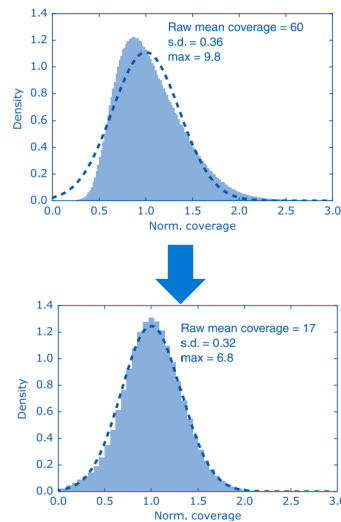 1.4
1.2
1.0
0.8
0.6
0.4
0.2
0.0
Density
Raw mean coverage = 60
s.d. = 0.36
max = 9.8
0.0 0.5 1.0 1.5 2.0 2.5 3.0
Norm. coverage
1.4
1.2
1.0
0.8
0.6
0.4
0.2
0.0
Density
Raw mean coverage = 17
s.d. = 0.32
max = 6.8
0.0 0.5 1.0 1.5 2.0 2.5 3.0
Norm. coverage